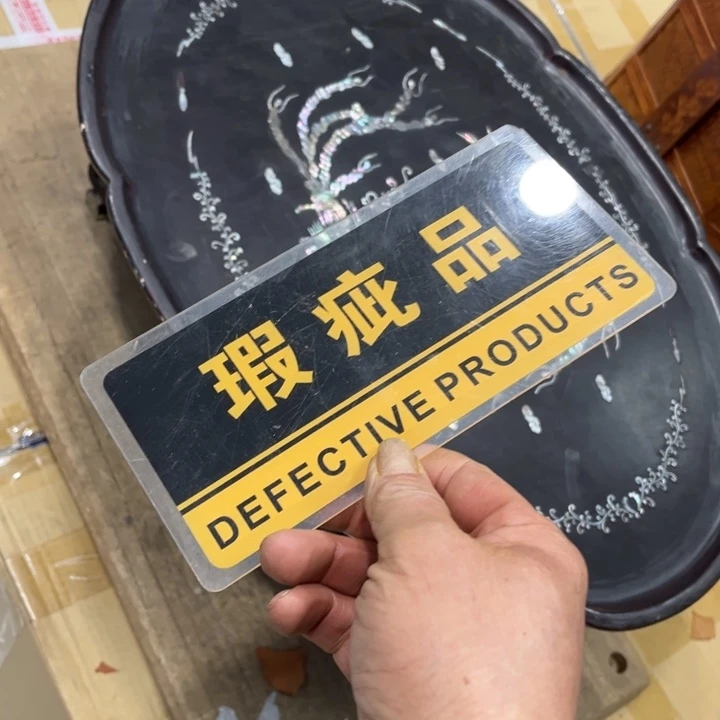 瑕疵品
DEFECTIVE PRODUCTS